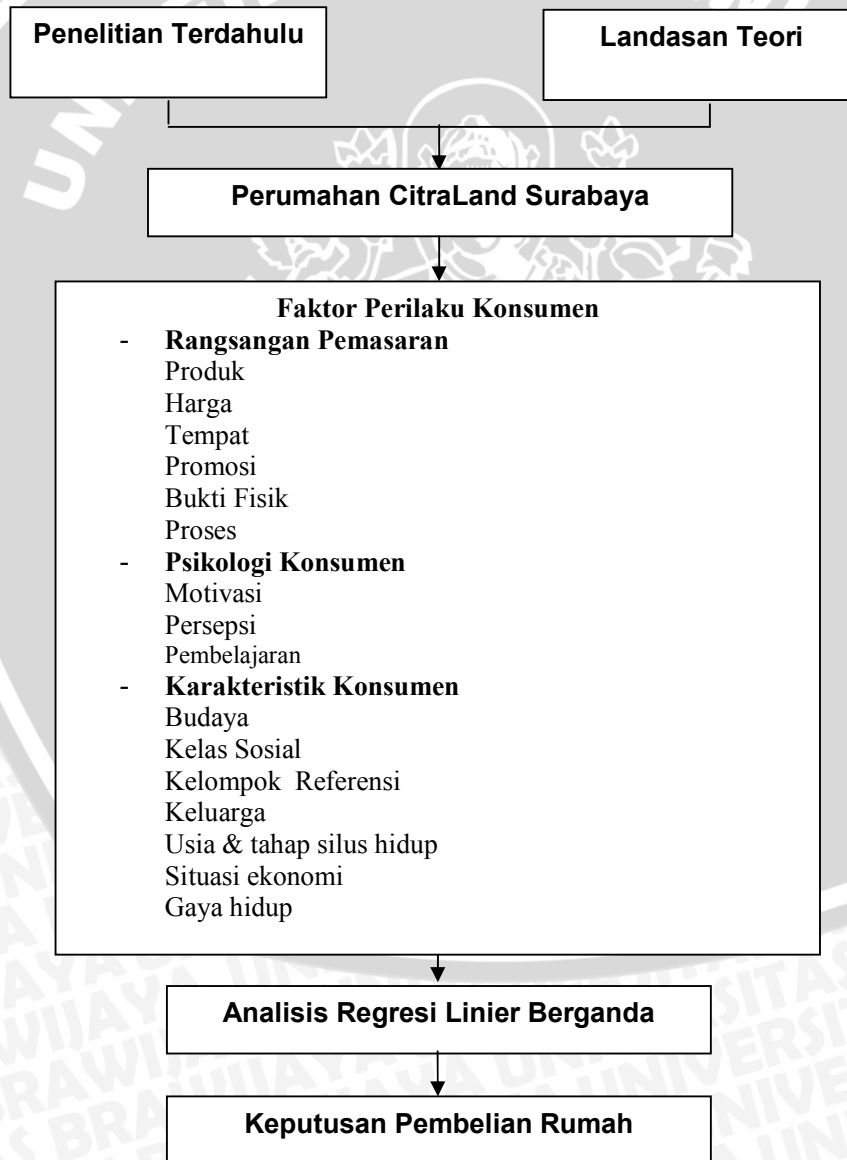 Penelitian Terdahulu
Landasan Teori
Perumahan CitraLand Surabaya
Faktor Perilaku Konsumen
- Rangsangan Pemasaran
Produk
Harga
Tempat
Promosi
Bukti Fisik
Proses
- Psikologi Konsumen
Motivasi
Persepsi
Pembelajaran
- Karakteristik Konsumen
Budaya
Kelas Sosial
Kelompok Referensi
Keluarga
Usia & tahap silus hidup
Situasi ekonomi
Gaya hidup
Analisis Regresi Linier Berganda
Keputusan Pembelian Rumah